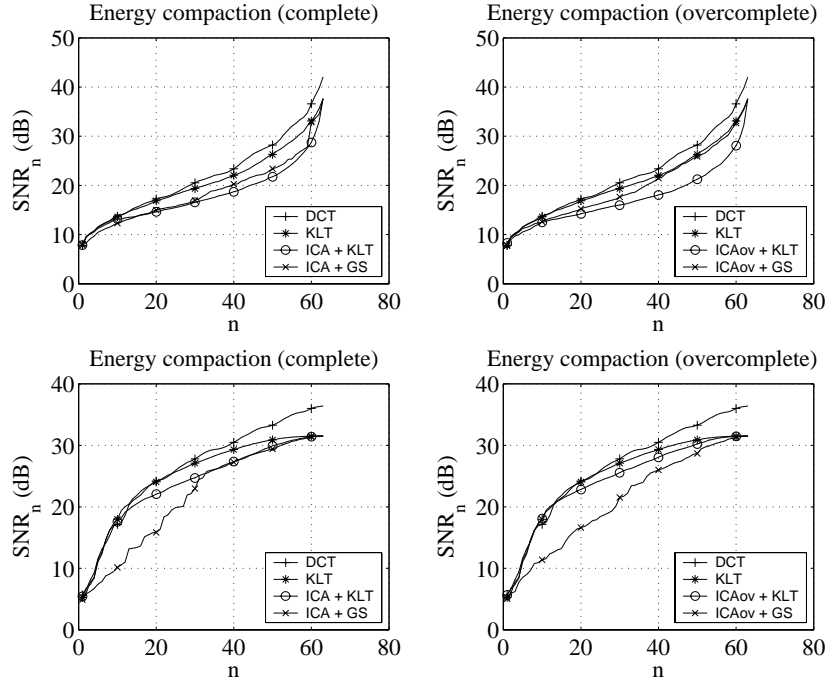 Energy compaction (complete)
SNR_n (dB)
50
40
30
20
10
0
DCT
KLT
ICA + KLT
ICA + GS
0 20 40 60 80
n
Energy compaction (overcomplete)
SNR_n (dB)
50
40
30
20
10
0
DCT
KLT
ICAov + KLT
ICAov + GS
0 20 40 60 80
n
Energy compaction (complete)
SNR_n (dB)
40
30
20
10
0
DCT
KLT
ICA + KLT
ICA + GS
0 20 40 60 80
n
Energy compaction (overcomplete)
SNR_n (dB)
40
30
20
10
0
DCT
KLT
ICAov + KLT
ICAov + GS
0 20 40 60 80
n